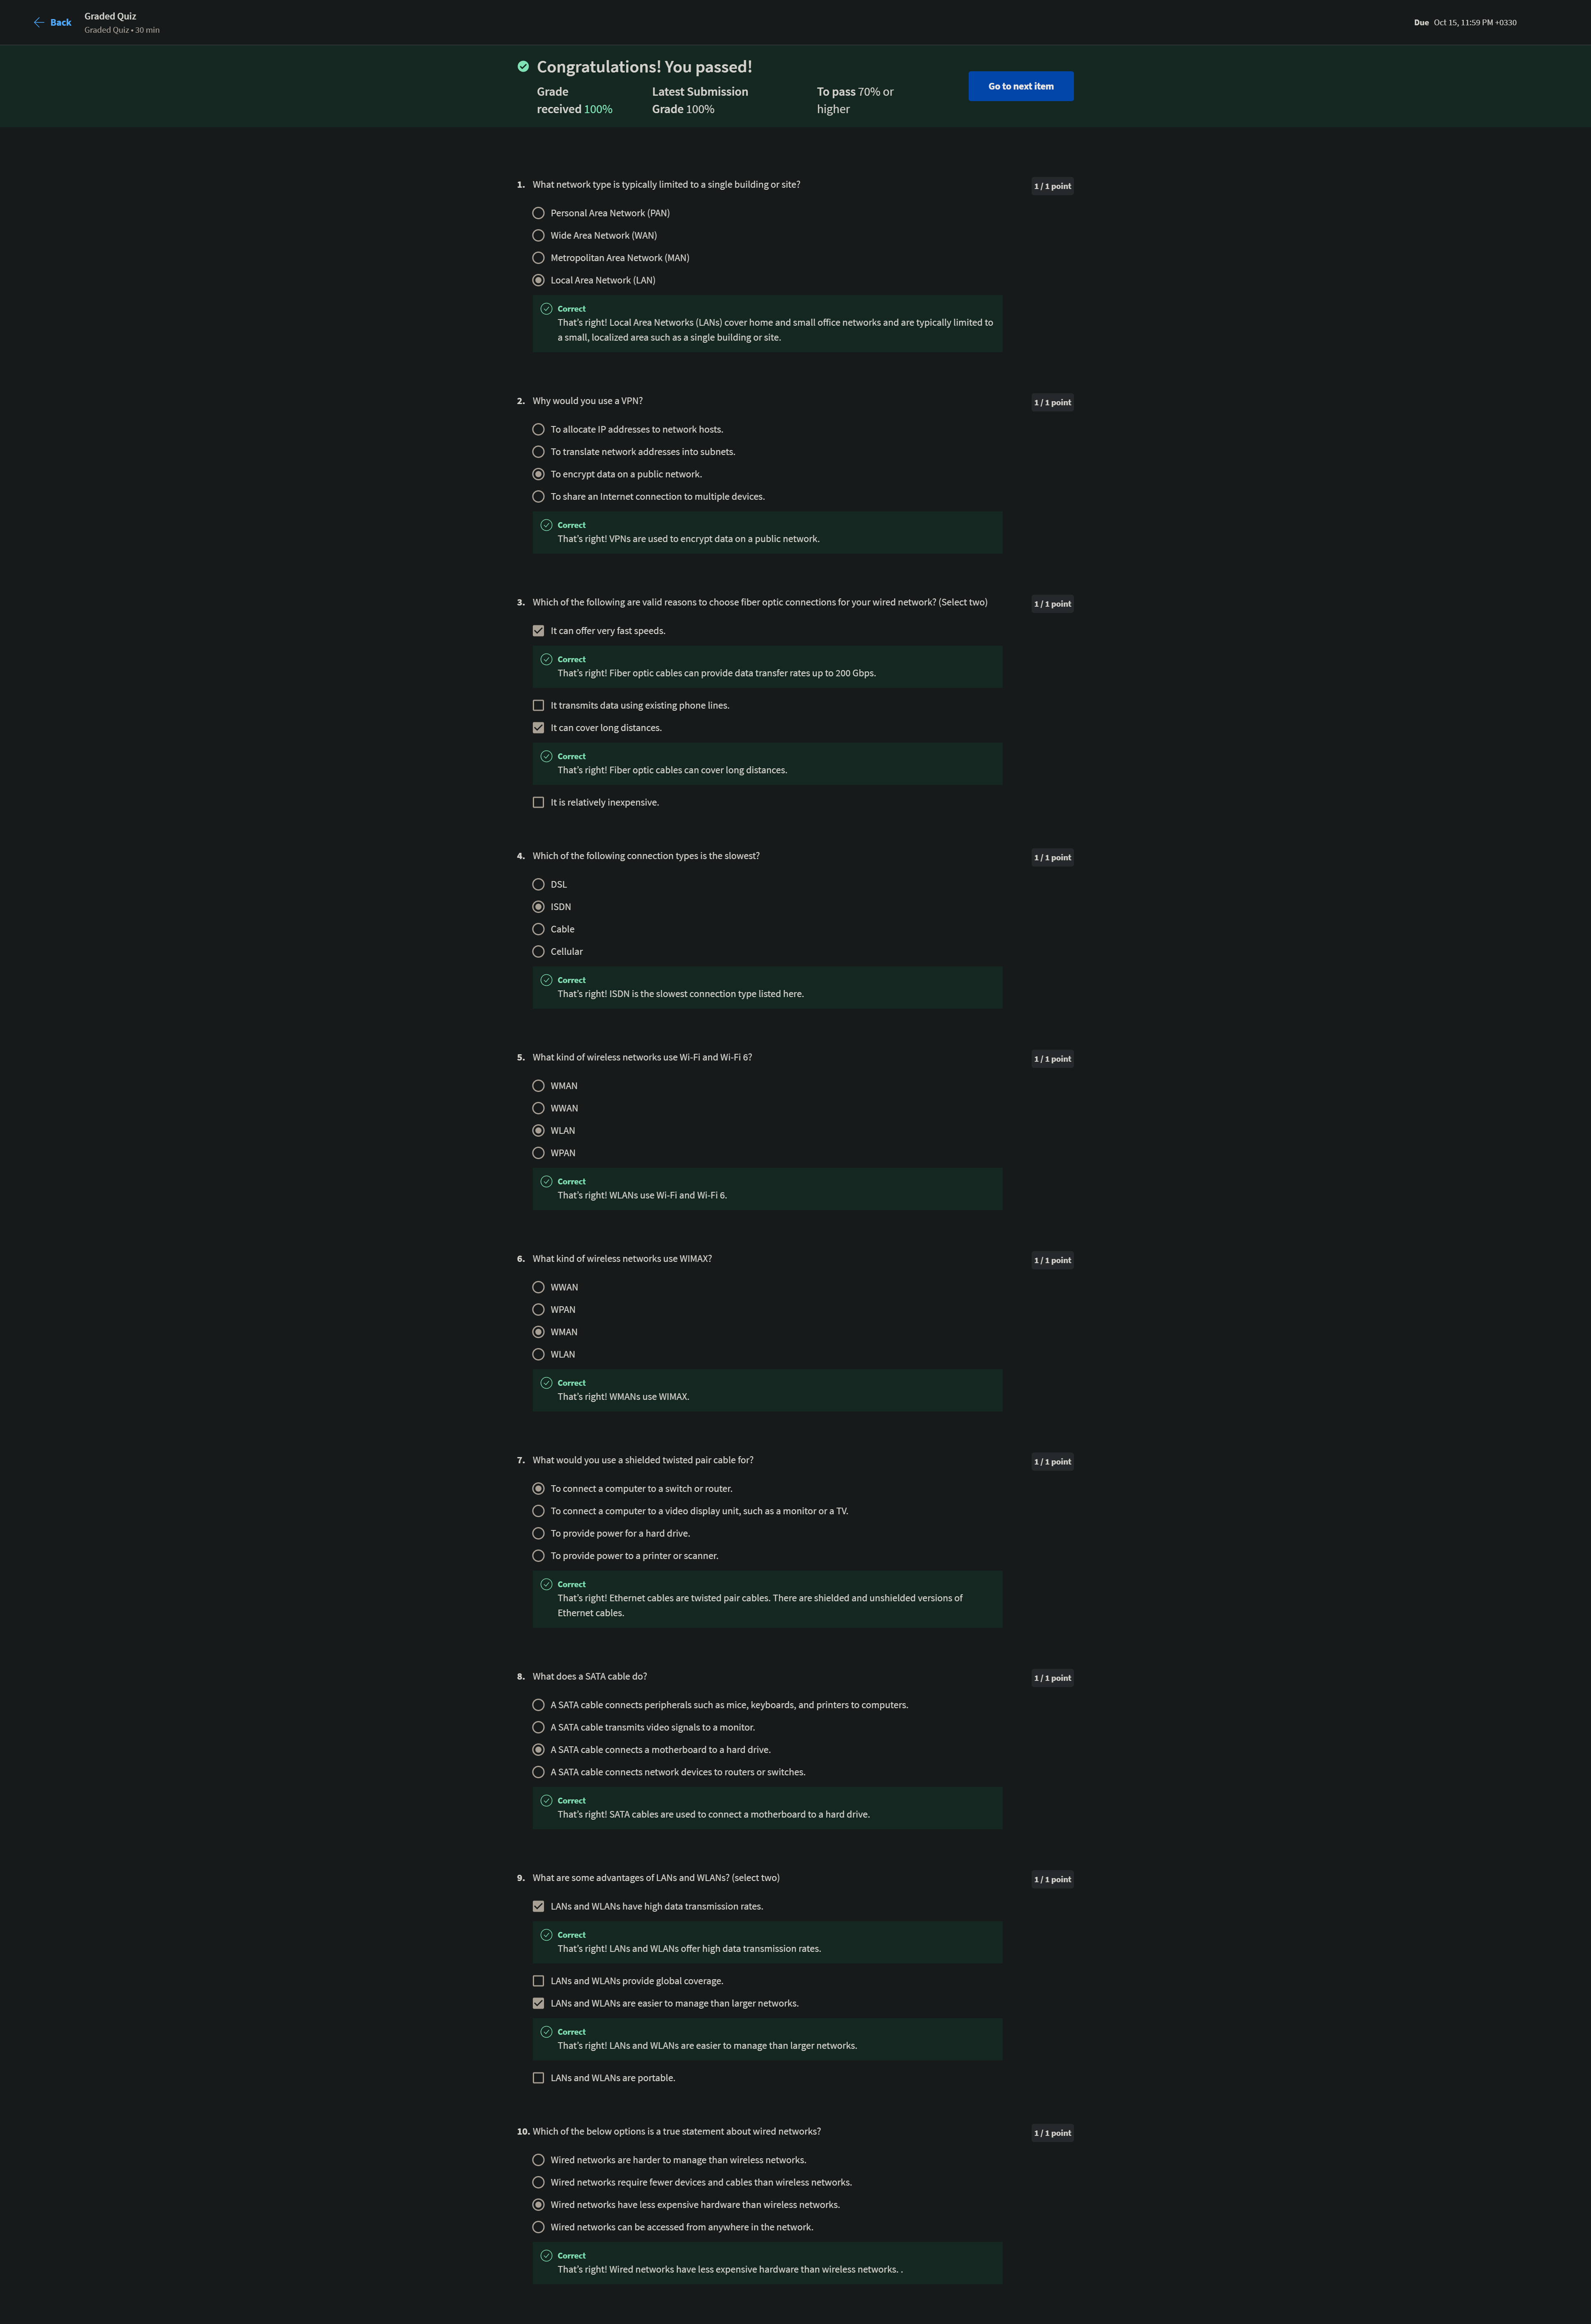 Back
Graded Quiz
Graded Quiz • 30 min
Due Oct 15, 11:59 PM +0330
Congratulations! You passed!
Grade
received 100%
Latest Submission
Grade 100%
To pass 70% or
higher
Go to next item
1. What network type is typically limited to a single building or site?
1 / 1 point
Personal Area Network (PAN)
Wide Area Network (WAN)
Metropolitan Area Network (MAN)
Local Area Network (LAN)
Correct
That's right! Local Area Networks (LANs) cover home and small office networks and are typically limited to
a small, localized area such as a single building or site.
2. Why would you use a VPN?
1 / 1 point
To allocate IP addresses to network hosts.
To translate network addresses into subnets.
To encrypt data on a public network.
To share an Internet connection to multiple devices.
Correct
That's right! VPNs are used to encrypt data on a public network.
3. Which of the following are valid reasons to choose fiber optic connections for your wired network? (Select two)
1 / 1 point
It can offer very fast speeds.
Correct
That's right! Fiber optic cables can provide data transfer rates up to 200 Gbps.
It transmits data using existing phone lines.
It can cover long distances.
Correct
That's right! Fiber optic cables can cover long distances.
It is relatively inexpensive.
4. Which of the following connection types is the slowest?
1 / 1 point
DSL
ISDN
Cable
Cellular
Correct
That's right! ISDN is the slowest connection type listed here.
5. What kind of wireless networks use Wi-Fi and Wi-Fi 6?
1 / 1 point
WMAN
WWAN
WLAN
WPAN
Correct
That's right! WLANs use Wi-Fi and Wi-Fi 6.
6. What kind of wireless networks use WIMAX?
1 / 1 point
WWAN
WPAN
WMAN
WLAN
Correct
That's right! WMANs use WIMAX.
7. What would you use a shielded twisted pair cable for?
1 / 1 point
To connect a computer to a switch or router.
To connect a computer to a video display unit, such as a monitor or a TV.
To provide power for a hard drive.
To provide power to a printer or scanner.
Correct
That's right! Ethernet cables are twisted pair cables. There are shielded and unshielded versions of
Ethernet cables.
8. What does a SATA cable do?
1 / 1 point
A SATA cable connects peripherals such as mice, keyboards, and printers to computers.
A SATA cable transmits video signals to a monitor.
A SATA cable connects a motherboard to a hard drive.
A SATA cable connects network devices to routers or switches.
Correct
That's right! SATA cables are used to connect a motherboard to a hard drive.
9. What are some advantages of LANs and WLANs? (select two)
1 / 1 point
LANs and WLANs have high data transmission rates.
Correct
That's right! LANs and WLANs offer high data transmission rates.
LANs and WLANs provide global coverage.
LANs and WLANs are easier to manage than larger networks.
Correct
That's right! LANs and WLANs are easier to manage than larger networks.
LANs and WLANs are portable.
10. Which of the below options is a true statement about wired networks?
1 / 1 point
Wired networks are harder to manage than wireless networks.
Wired networks require fewer devices and cables than wireless networks.
Wired networks have less expensive hardware than wireless networks.
Wired networks can be accessed from anywhere in the network.
Correct
That's right! Wired networks have less expensive hardware than wireless networks. .